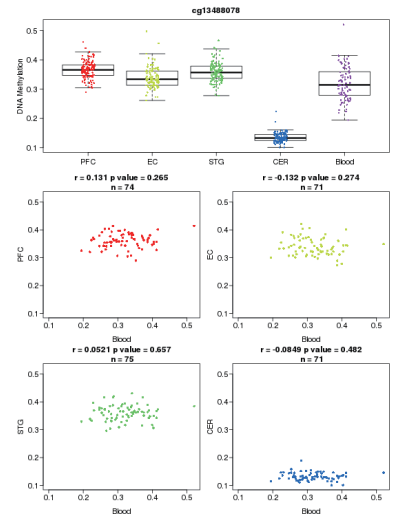 cg13488078
DNA Methylation
0.5
0.4
0.3
0.2
0.1
PFC EC STG CER Blood
r = 0.131 p value = 0.265
n = 74
PFC
0.5
0.4
0.3
0.2
0.1
0.1 0.2 0.3 0.4 0.5
Blood
r = -0.132 p value = 0.274
n = 71
EC
0.5
0.4
0.3
0.2
0.1
0.1 0.2 0.3 0.4 0.5
Blood
r = 0.0521 p value = 0.657
n = 75
STG
0.5
0.4
0.3
0.2
0.1
0.1 0.2 0.3 0.4 0.5
Blood
r = -0.0849 p value = 0.482
n = 71
CER
0.5
0.4
0.3
0.2
0.1
0.1 0.2 0.3 0.4 0.5
Blood